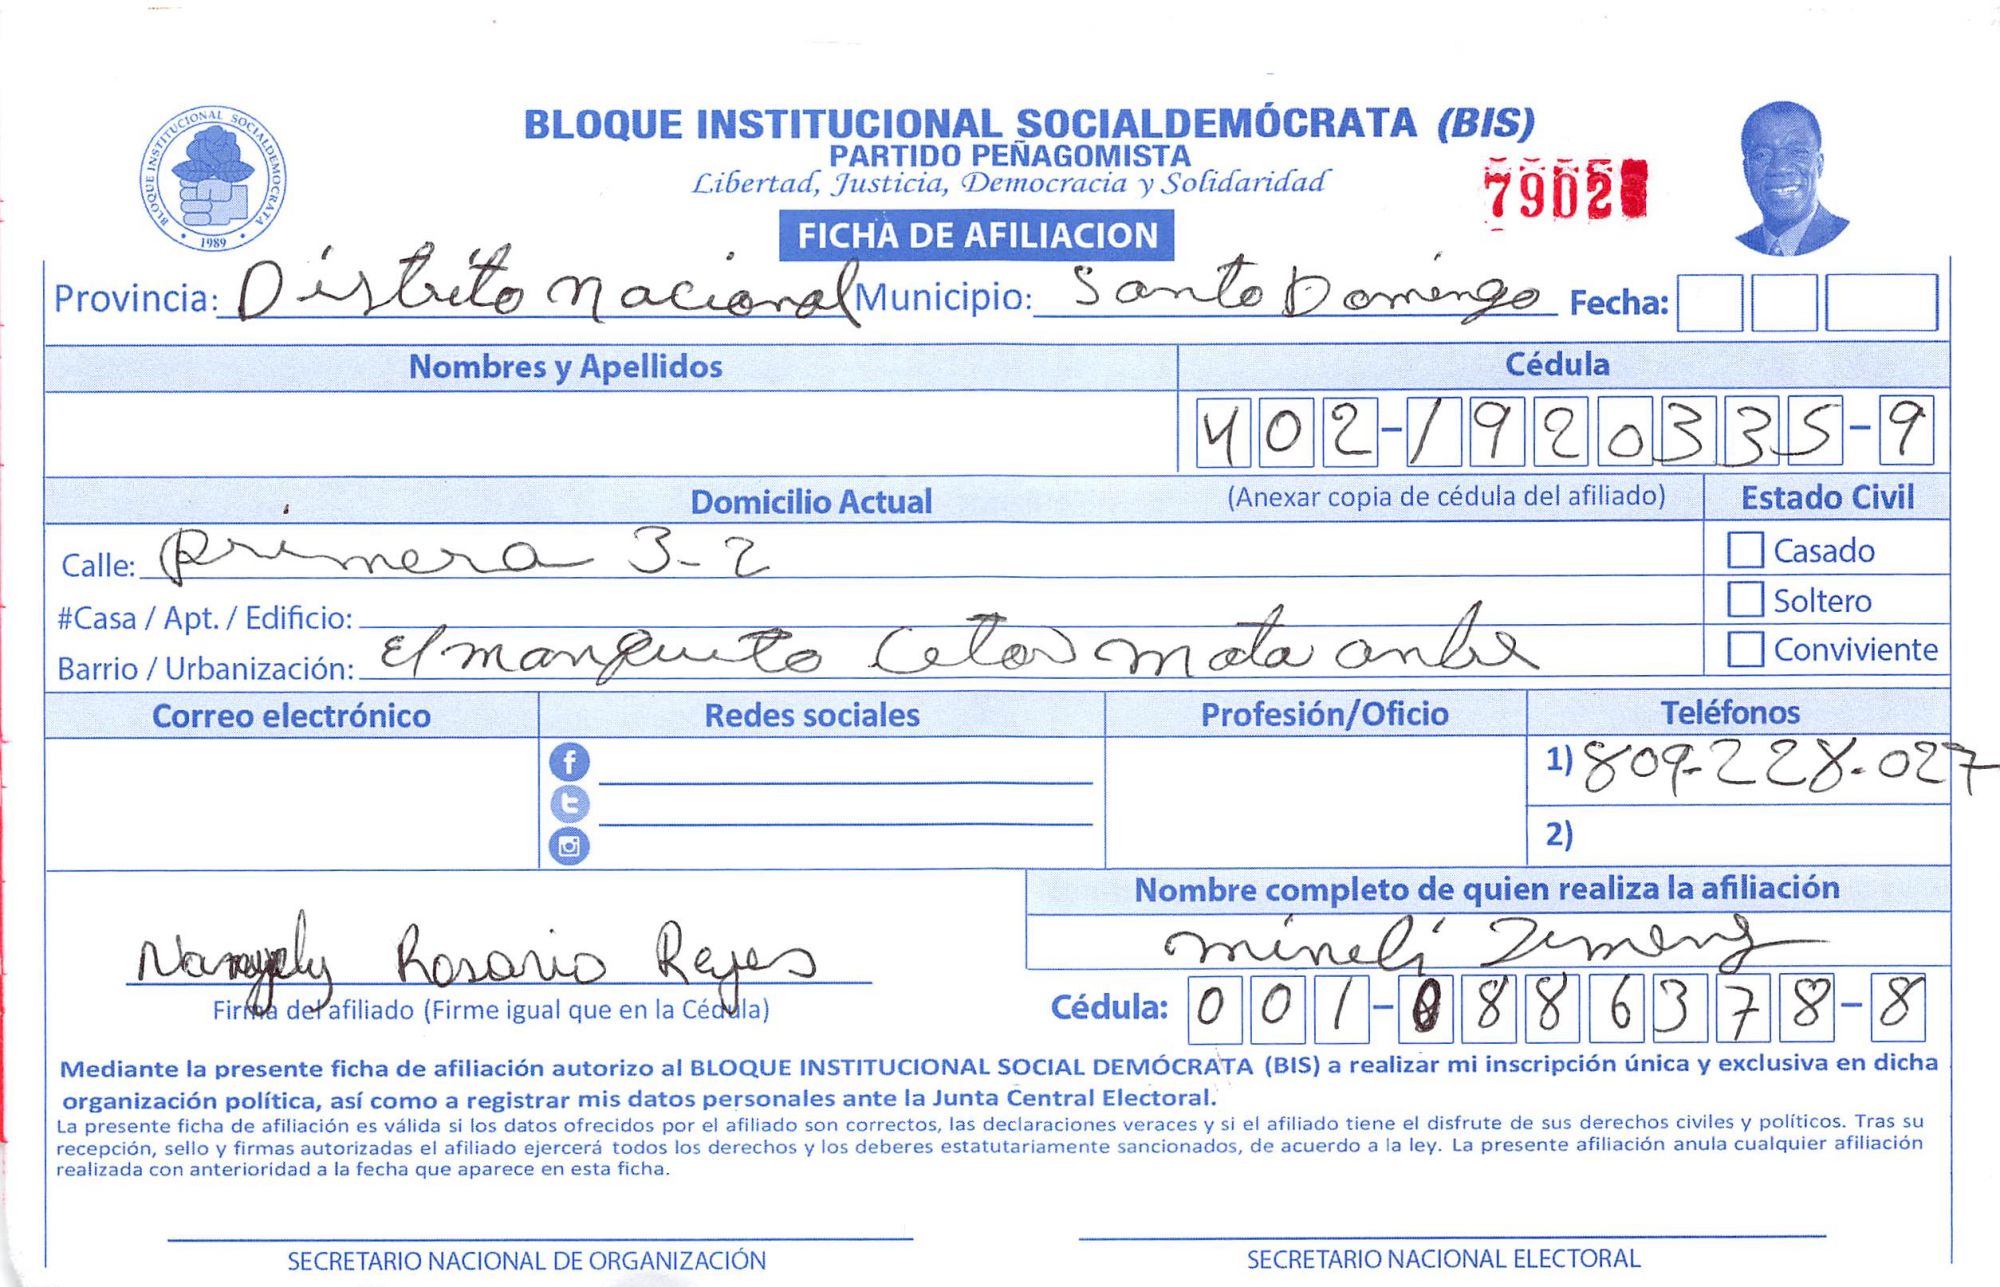 BLOQUE INSTITUCIONAL SOCIALDEMÓCRATA (BIS)
PARTIDO PEÑAGOMISTA
Libertad, Justicia, Democracia y Solidaridad
7902
FICHA DE AFILIACION
BLOQUE INSTITUCIONAL SOCIALDEMOCRATA
1989
Provincia: Distrito nacional Municipio: Santo Domingo Fecha:
Nombres y Apellidos Cédula
402-1920335-9
Domicilio Actual (Anexar copia de cédula del afiliado) Estado Civil
Calle: primera 3-2 Casado
#Casa / Apt. / Edificio: Soltero
Barrio / Urbanización: El manguito mata Conviviente
Correo electrónico Redes sociales Profesión/Oficio Teléfonos
1) 809-228-027
2)
Nombre completo de quien realiza la afiliación
Rosario Reyes
Firma del afiliado (Firme igual que en la Cédula)
Cédula: 001-0886378-8
Mediante la presente ficha de afiliación autorizo al BLOQUE INSTITUCIONAL SOCIAL DEMÓCRATA (BIS) a realizar mi inscripción única y exclusiva en dicha
organización política, así como a registrar mis datos personales ante la Junta Central Electoral.
La presente ficha de afiliación es válida si los datos ofrecidos por el afiliado son correctos, las declaraciones veraces y si el afiliado tiene el disfrute de sus derechos civiles y políticos. Tras su
recepción, sello y firmas autorizadas el afiliado ejercerá todos los derechos y los deberes estatutariamente sancionados, de acuerdo a la ley. La presente afiliación anula cualquier afiliación
realizada con anterioridad a la fecha que aparece en esta ficha.
SECRETARIO NACIONAL DE ORGANIZACIÓN SECRETARIO NACIONAL ELECTORAL